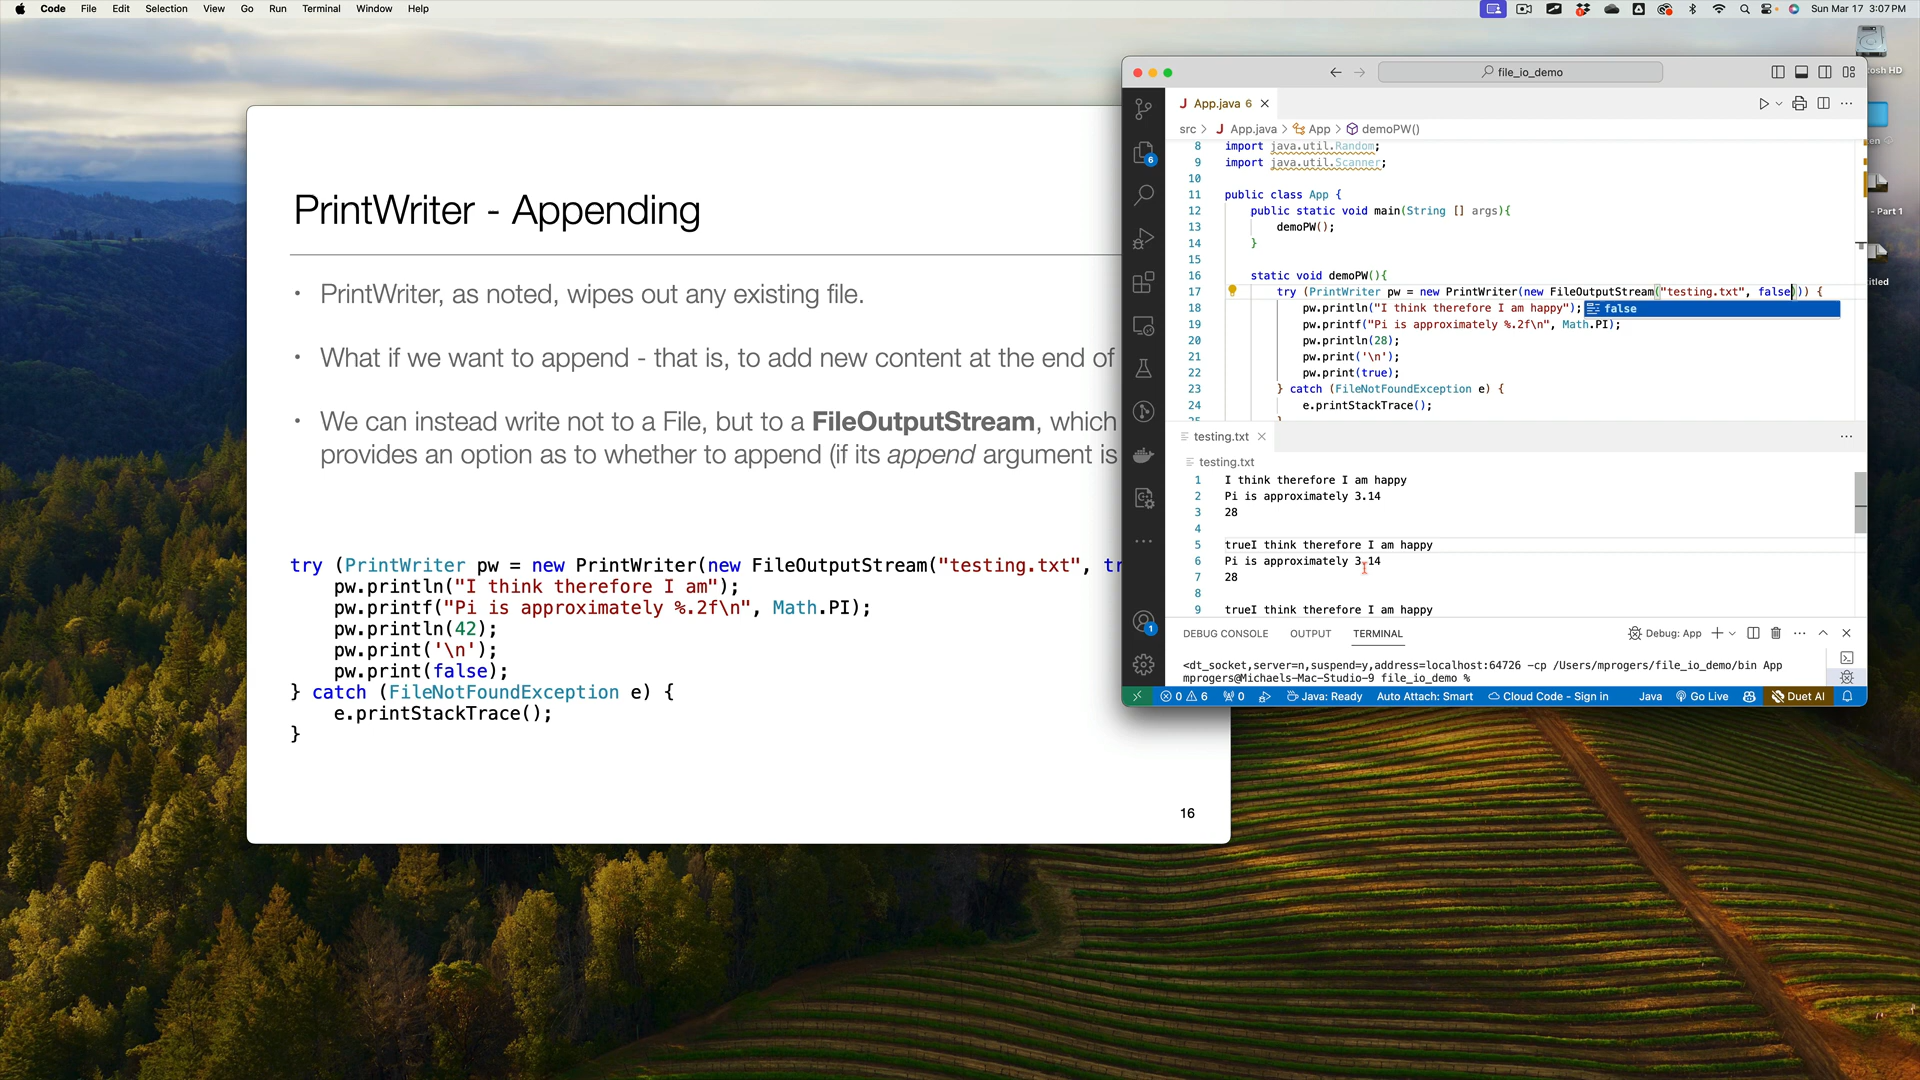 Code File Edit Selection View Go Run Terminal Window Help
Sun Mar 17 3:07 PM
PrintWriter - Appending
• PrintWriter, as noted, wipes out any existing file.
• What if we want to append - that is, to add new content at the end of
• We can instead write not to a File, but to a FileOutputStream, which
provides an option as to whether to append (if its append argument is
try (PrintWriter pw = new PrintWriter(new FileOutputStream("testing.txt", tr
pw.println("I think therefore I am");
pw.printf("Pi is approximately %.2f\n", Math.PI);
pw.println(42);
pw.print('\n');
pw.print(false);
} catch (FileNotFoundException e) {
e.printStackTrace();
}
16
file_io_demo
App.java 6
src > J App.java > App > demoPW()
8 import java.util.Random;
9 import java.util.Scanner;
10
11 public class App {
12 public static void main(String [] args){
13 demoPW();
14 }
15
16 static void demoPW(){
17 try (PrintWriter pw = new PrintWriter(new FileOutputStream("testing.txt", false))) {
18 pw.println("I think therefore I am happy");
false
19 pw.printf("Pi is approximately %.2f\n", Math.PI);
20 pw.println(28);
21 pw.print('\n');
22 pw.print(true);
23 } catch (FileNotFoundException e) {
24 e.printStackTrace();
testing.txt
testing.txt
1 I think therefore I am happy
2 Pi is approximately 3.14
3 28
4
5 trueI think therefore I am happy
6 Pi is approximately 3.14
7 28
8
9 trueI think therefore I am happy
DEBUG CONSOLE OUTPUT TERMINAL
Debug: App
<dt_socket,server=n,suspend=y,address=localhost:64726 -cp /Users/mprogers/file_io_demo/bin App
mprogers@Michaels-Mac-Studio-9 file_io_demo %
0 6 0 Java: Ready Auto Attach: Smart Cloud Code - Sign in Java Go Live Duet AI
6
1
osh HD
- Part 1
itled